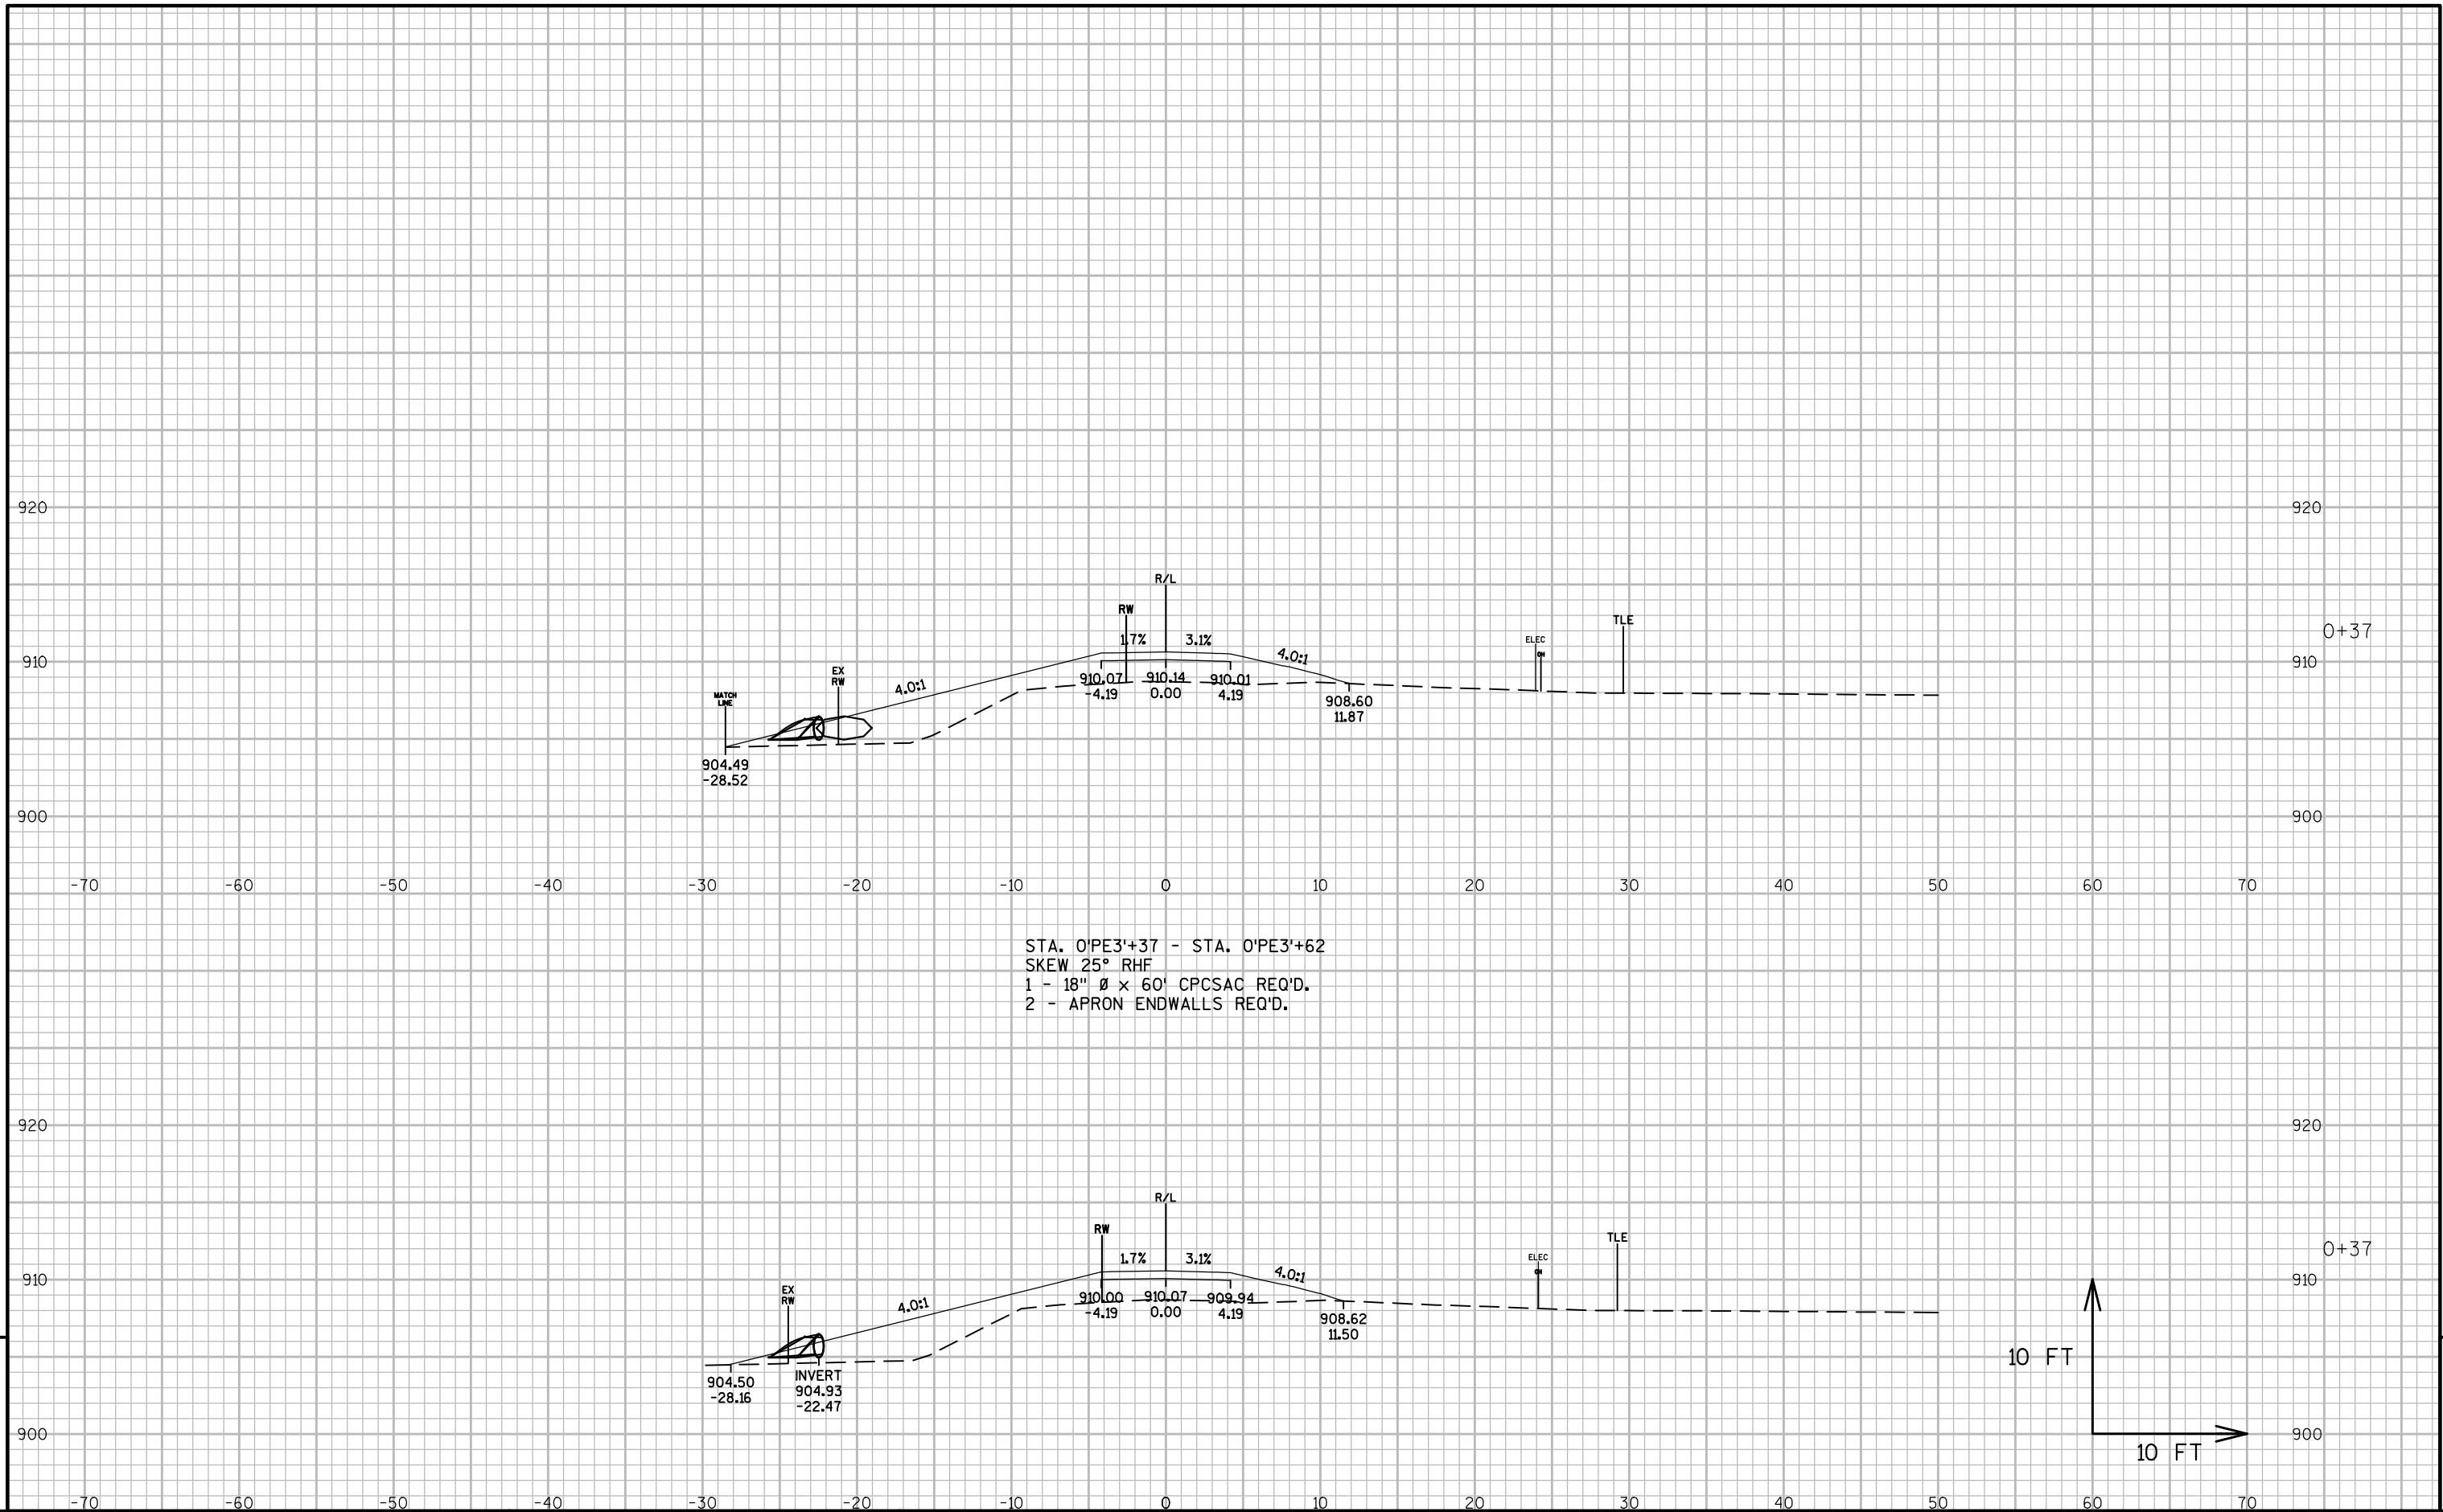 920 920
R/L
RW
TLE
1.7% 3.1%
ELEC
OH
0+37
910 910
4.0:1
EX
RW
4.0:1
MATCH
LINE
910.07 910.14 910.01
-4.19 0.00 4.19
908.60
11.87
904.49
-28.52
900 900
-70 -60 -50 -40 -30 -20 -10 0 10 20 30 40 50 60 70
STA. 0'PE3'+37 - STA. 0'PE3'+62
SKEW 25° RHF
1 - 18" Ø × 60' CPCSAC REQ'D.
2 - APRON ENDWALLS REQ'D.
920 920
R/L
RW
TLE
1.7% 3.1%
ELEC
OH
0+37
910 910
4.0:1
EX
RW
4.0:1
910.00 910.07 909.94
-4.19 0.00 4.19
908.62
11.50
10 FT
904.50
-28.16
INVERT
904.93
-22.47
900 900
10 FT
-70 -60 -50 -40 -30 -20 -10 0 10 20 30 40 50 60 70